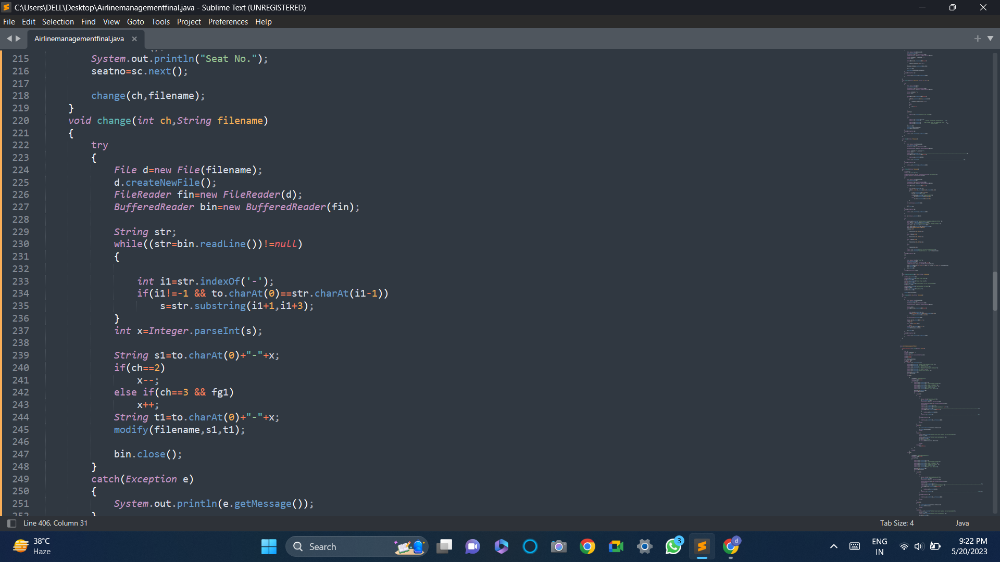 C:\Users\DELL\Desktop\Airlinemanagementfinal.java - Sublime Text (UNREGISTERED)
File Edit Selection Find View Goto Tools Project Preferences Help
Airlinemanagementfinal.java
215 System.out.println("Seat No.");
216 seatno=sc.next();
217
218 change(ch,filename);
219 }
220 void change(int ch,String filename)
221 {
222 try
223 {
224 File d=new File(filename);
225 d.createNewFile();
226 FileReader fin=new FileReader(d);
227 BufferedReader bin=new BufferedReader(fin);
228
229 String str;
230 while((str=bin.readLine())!=null)
231 {
232
233 int i1=str.indexOf('-');
234 if(i1!=-1 && to.charAt(0)==str.charAt(i1-1))
235 s=str.substring(i1+1,i1+3);
236 }
237 int x=Integer.parseInt(s);
238
239 String s1=to.charAt(0)+"-"+x;
240 if(ch==2)
241 x--;
242 else if(ch==3 && fg1)
243 x++;
244 String t1=to.charAt(0)+"-"+x;
245 modify(filename,s1,t1);
246
247 bin.close();
248 }
249 catch(Exception e)
250 {
251 System.out.println(e.getMessage());
252 }
Line 406, Column 31 Tab Size: 4 Java
38°C
Haze
Search
3
d
ENG
IN
9:22 PM
5/20/2023